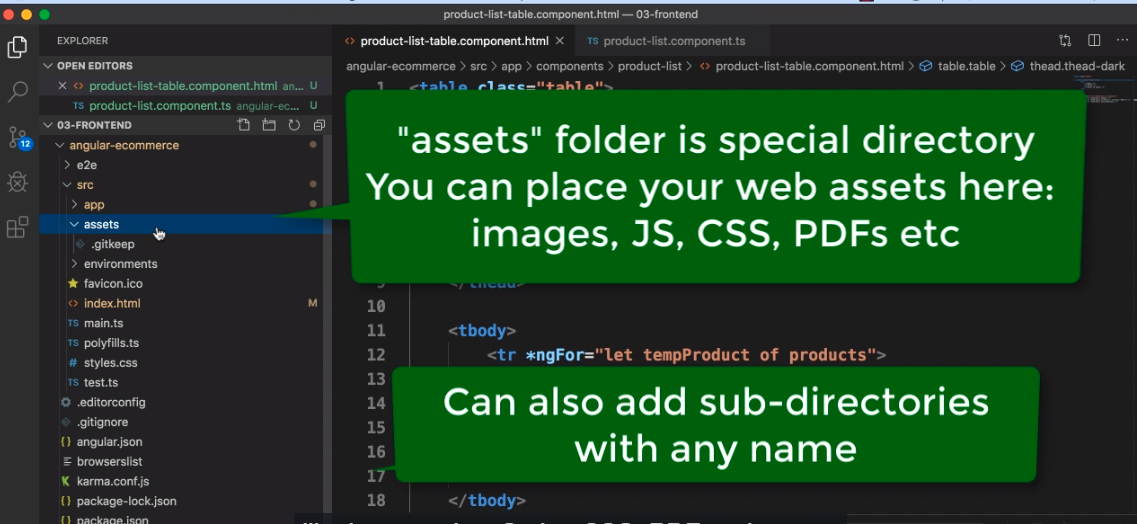 product-list-table.component.html — 03-frontend
EXPLORER
OPEN EDITORS
product-list-table.component.html an... U
TS product-list.component.ts angular-ec... U
03-FRONTEND
angular-ecommerce
e2e
src
app
assets
.gitkeep
environments
favicon.ico
index.html M
TS main.ts
TS polyfills.ts
# styles.css
TS test.ts
.editorconfig
.gitignore
{} angular.json
browserslist
karma.conf.js
{} package-lock.json
{} package.json
12
<> product-list-table.component.html ×
TS product-list.component.ts
angular-ecommerce > src > app > components > product-list > <> product-list-table.component.html > table.table > thead.thead-dark
1 <table class="table">
"assets" folder is special directory
You can place your web assets here:
images, JS, CSS, PDFs etc
9 </thead>
10
11 <tbody>
12 <tr *ngFor="let tempProduct of products">
13
14
15
16
17
18 </tbody>
Can also add sub-directories
with any name